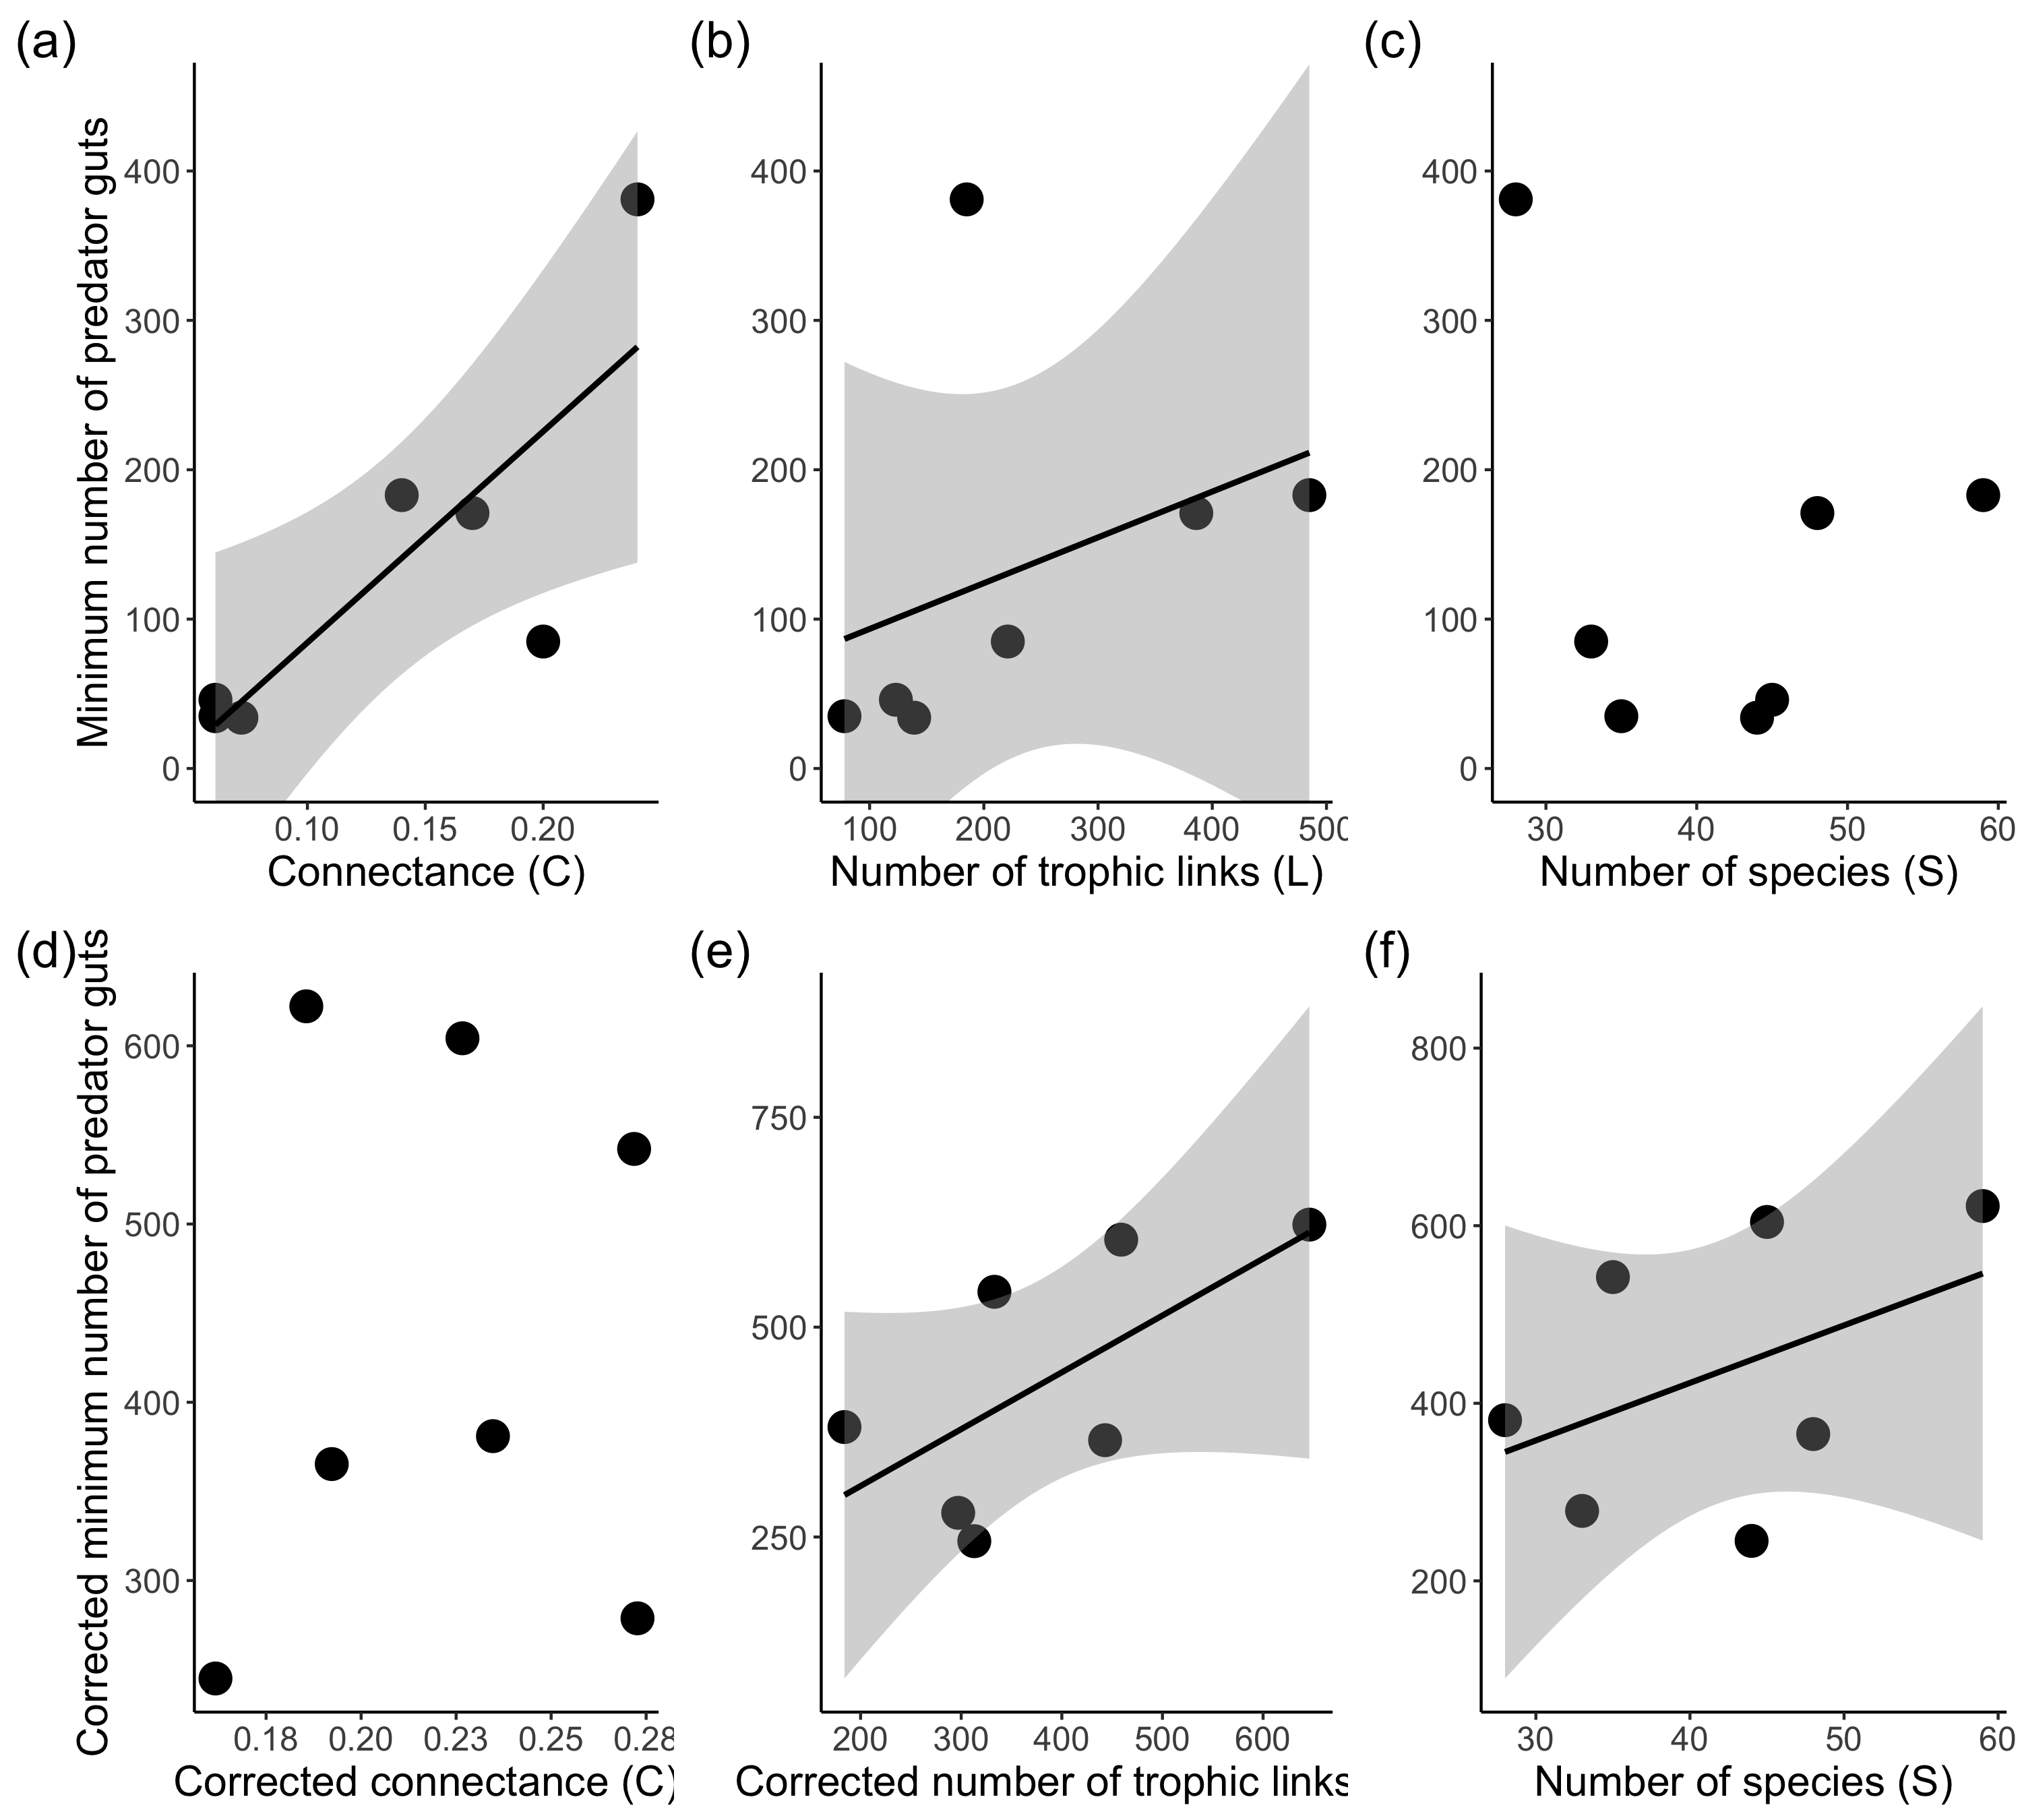 (a)
(b)
(c)
Minimum number of predator guts
400
300
200
100
0
0.10 0.15 0.20
Connectance (C)
400
300
200
100
0
100 200 300 400 500
Number of trophic links (L)
400
300
200
100
0
30 40 50 60
Number of species (S)
(d)
(e)
(f)
Corrected minimum number of predator guts
600
500
400
300
0.18 0.20 0.23 0.25 0.28
Corrected connectance (C)
750
500
250
200 300 400 500 600
Corrected number of trophic links
800
600
400
200
30 40 50 60
Number of species (S)